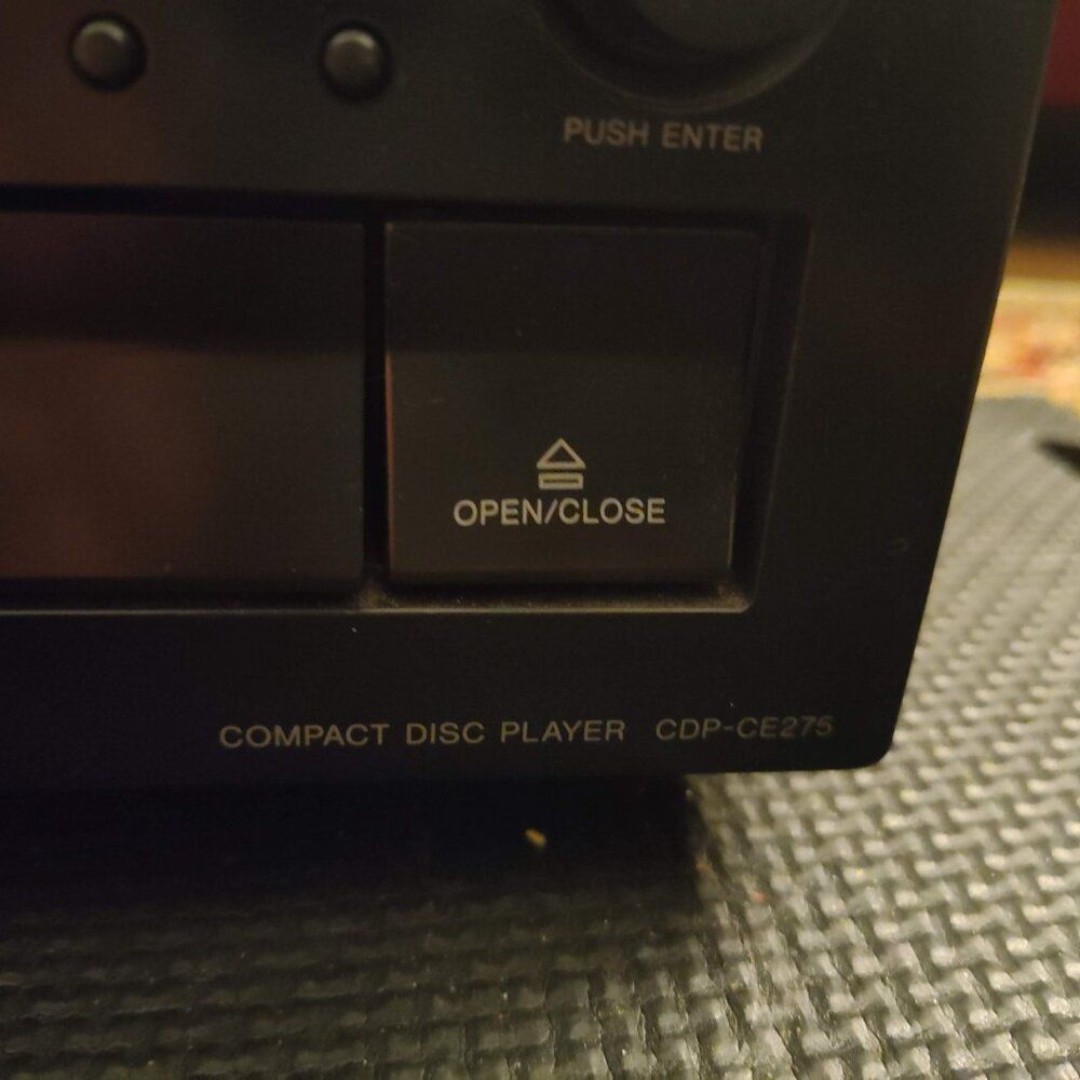 PUSH ENTER
OPEN/CLOSE
COMPACT DISC PLAYER CDP-CE275